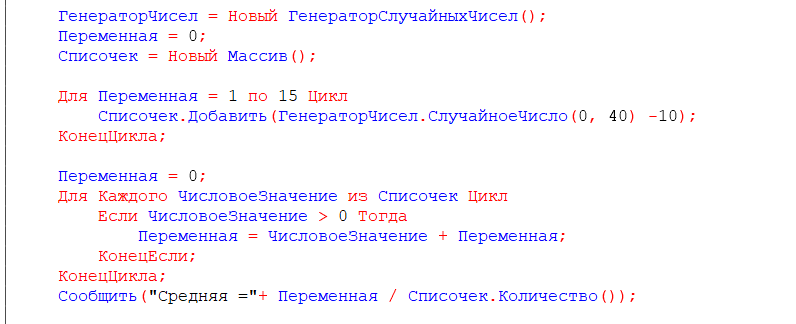 ГенераторЧисел = Новый ГенераторСлучайныхЧисел();
Переменная = 0;
Списочек = Новый Массив();
Для Переменная = 1 по 15 Цикл
Списочек.Добавить(ГенераторЧисел.СлучайноеЧисло(0, 40) -10);
КонецЦикла;
Переменная = 0;
Для Каждого ЧисловоеЗначение из Списочек Цикл
Если ЧисловоеЗначение > 0 Тогда
Переменная = ЧисловоеЗначение + Переменная;
КонецЕсли;
КонецЦикла;
Сообщить("Средняя ="+ Переменная / Списочек.Количество());